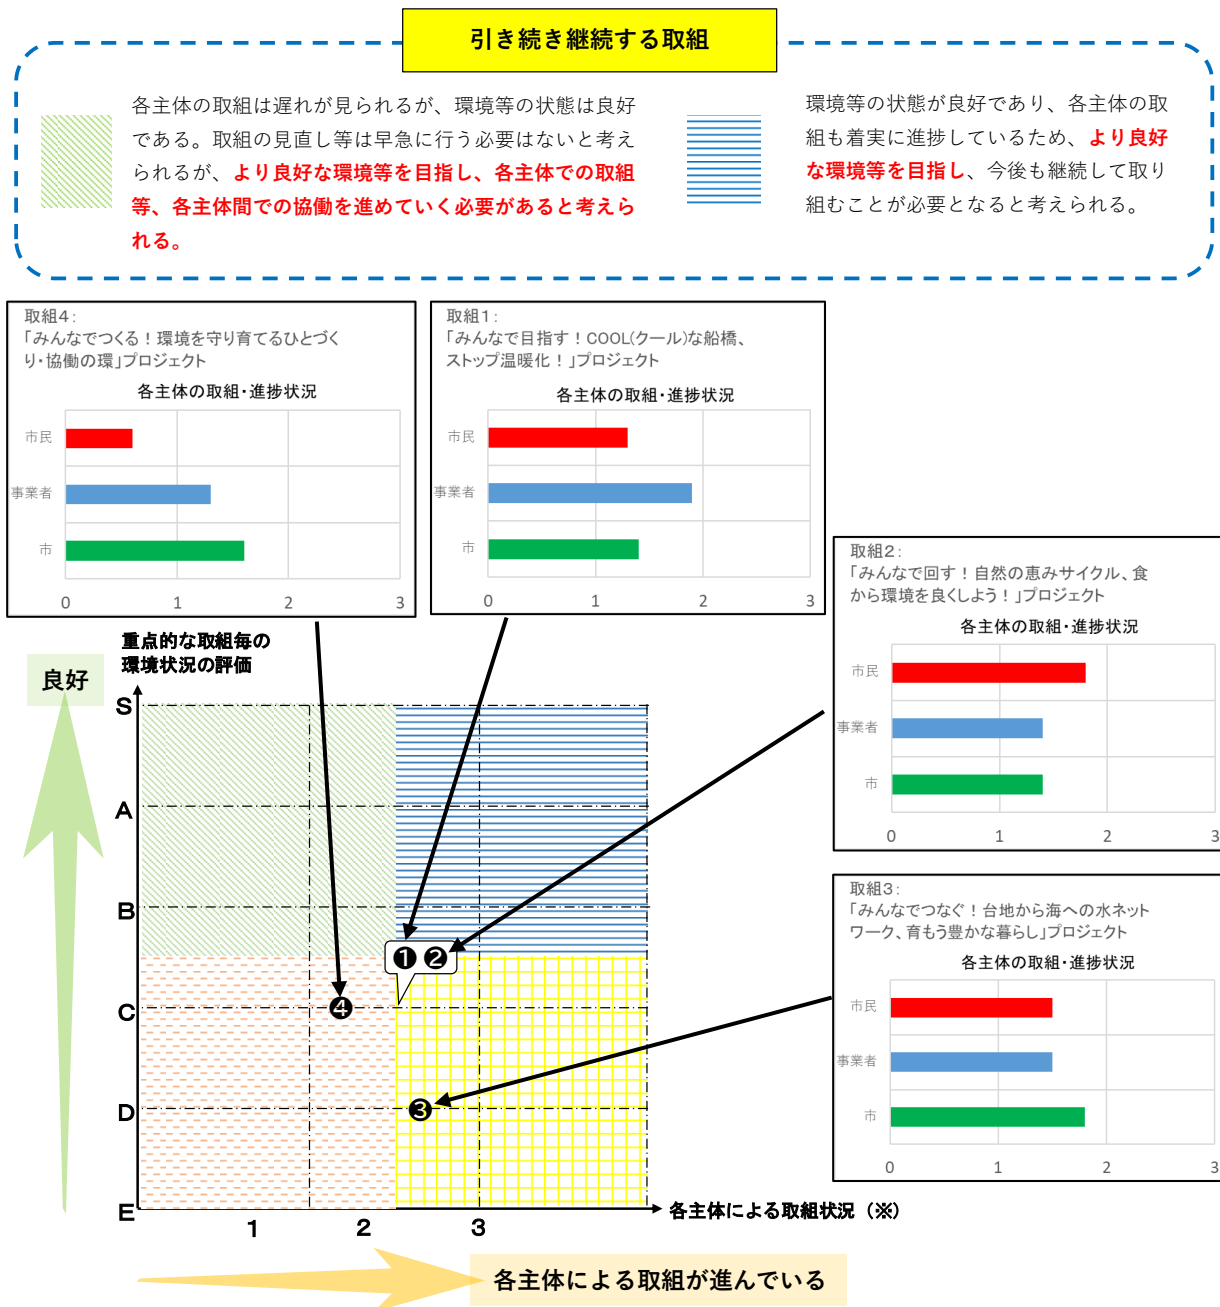 引き続き継続する取組
各主体の取組は遅れが見られるが、環境等の状態は良好
である。取組の見直し等は早急に行う必要はないと考え
られるが、より良好な環境等を目指し、各主体での取組
等、各主体間での協働を進めていく必要があると考えら
れる。
環境等の状態が良好であり、各主体の取
組も着実に進捗しているため、より良好
な環境等を目指し、今後も継続して取り
組むことが必要となると考えられる。
取組4:
「みんなでつくる！環境を守り育てるひとづく
り・協働の環」プロジェクト
各主体の取組・進捗状況
市民
事業者
市
0 1 2 3
取組1:
「みんなで目指す！COOL(クール)な船橋、
ストップ温暖化！」プロジェクト
各主体の取組・進捗状況
市民
事業者
市
0 1 2 3
取組2:
「みんなで回す！自然の恵みサイクル、食
から環境を良くしよう！」プロジェクト
各主体の取組・進捗状況
市民
事業者
市
0 1 2 3
取組3:
「みんなでつなぐ！台地から海への水ネット
ワーク、育もう豊かな暮らし」プロジェクト
各主体の取組・進捗状況
市民
事業者
市
0 1 2 3
重点的な取組毎の
環境状況の評価
良好
S
A
B
❶ ❷
C
❹
D
❸
E
1 2 3
各主体による取組状況（※）
各主体による取組が進んでいる